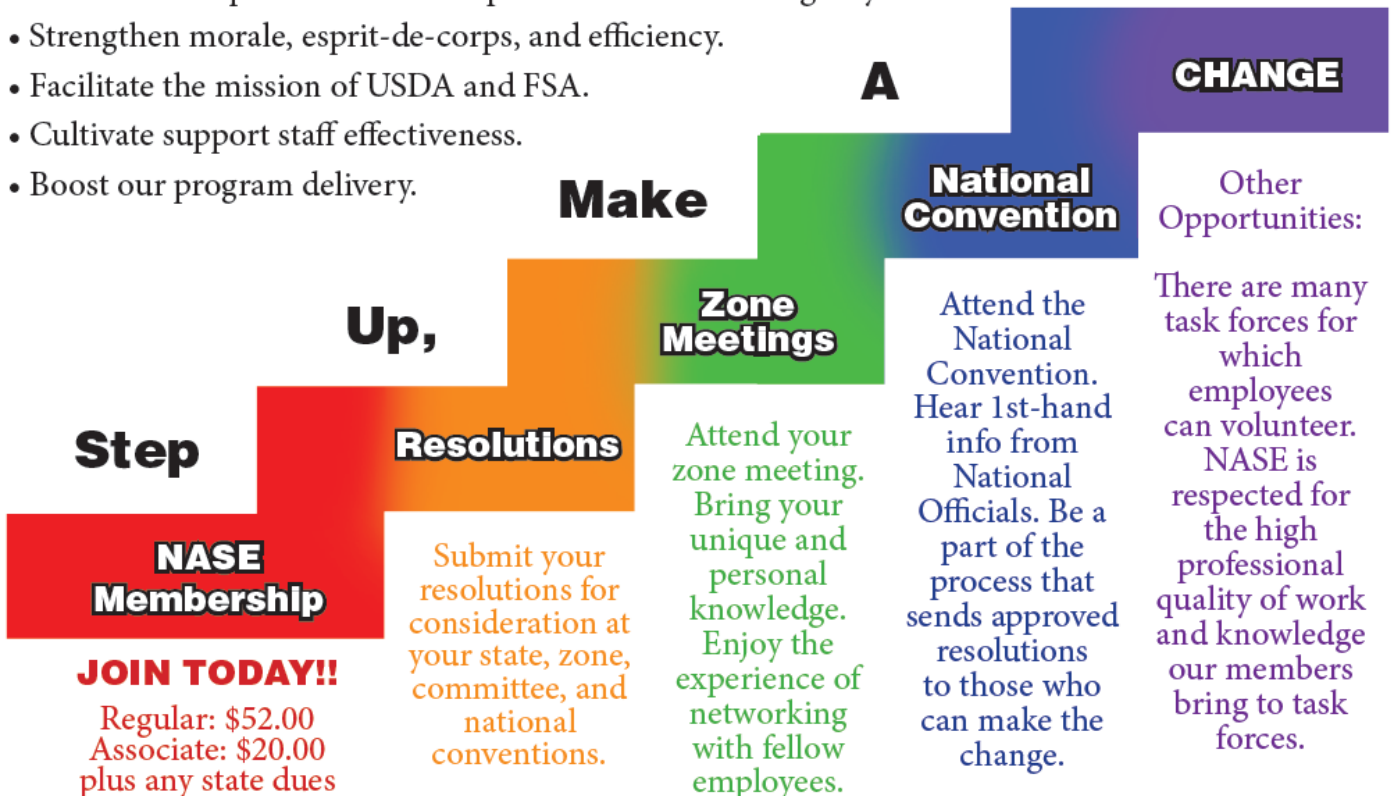 • Strengthen morale, esprit-de-corps, and efficiency.
• Facilitate the mission of USDA and FSA.
• Cultivate support staff effectiveness.
• Boost our program delivery.
Step
Up,
Make
A
CHANGE
NASE
Membership
JOIN TODAY!!
Regular: $52.00
Associate: $20.00
plus any state dues
Resolutions
Submit your
resolutions for
consideration at
your state, zone,
committee, and
national
conventions.
Zone
Meetings
Attend your
zone meeting.
Bring your
unique and
personal
knowledge.
Enjoy the
experience of
networking
with fellow
employees.
National
Convention
Attend the
National
Convention.
Hear 1st-hand
info from
National
Officials. Be a
part of the
process that
sends approved
resolutions
to those who
can make the
change.
Other
Opportunities:
There are many
task forces for
which
employees
can volunteer.
NASE is
respected for
the high
professional
quality of work
and knowledge
our members
bring to task
forces.